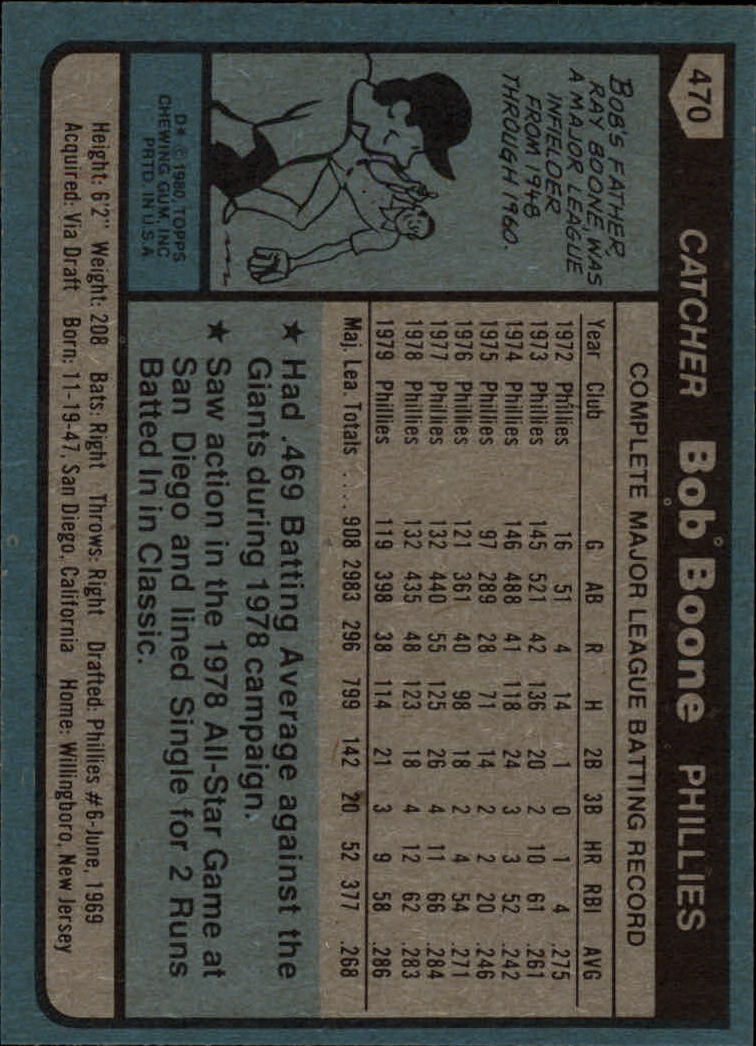 470
CATCHER Bob Boone PHILLIES
BOB'S FATHER,
RAY BOONE, WAS
A MAJOR LEAGUE
INFIELDER
FROM 1948
THROUGH 1960.
D* © 1980 TOPPS
CHEWING GUM, INC
PRTD. IN U.S.A
COMPLETE MAJOR LEAGUE BATTING RECORD
Year Club G AB R H 2B 3B HR RBI AVG
1972 Phillies 16 51 4 14 1 0 1 4 .275
1973 Phillies 145 521 42 136 20 2 10 61 .261
1974 Phillies 146 488 41 118 24 3 3 52 .242
1975 Phillies 97 289 28 71 14 2 2 20 .246
1976 Phillies 121 361 40 98 18 2 4 54 .271
1977 Phillies 132 440 55 125 26 4 11 66 .284
1978 Phillies 132 435 48 123 18 4 12 62 .283
1979 Phillies 119 398 38 114 21 3 9 58 .286
Maj. Lea. Totals ..... 908 2983 296 799 142 20 52 377 .268
★ Had .469 Batting Average against the
Giants during 1978 campaign.
★ Saw action in the 1978 All-Star Game at
San Diego and lined Single for 2 Runs
Batted In in Classic.
Height: 6'2" Weight: 208 Bats: Right Throws: Right Drafted: Phillies #6-June, 1969
Acquired: Via Draft Born: 11-19-47, San Diego, California Home: Willingboro, New Jersey